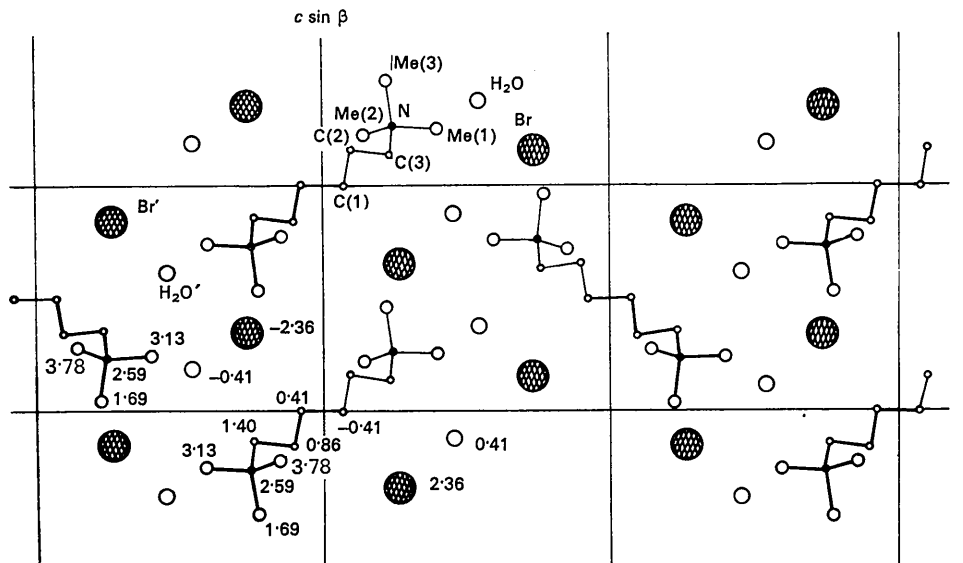 c sin β
Me(3)
H₂O
Me(2) N
Br
C(2) Me(1)
C(3)
C(1)
Br′
H₂O′
−2·36
3·13
3·78
2·59
−0·41
1·69
0·41
−0·41
1·40
0·86
0·41
3·13
3·78
2·59
2·36
1·69